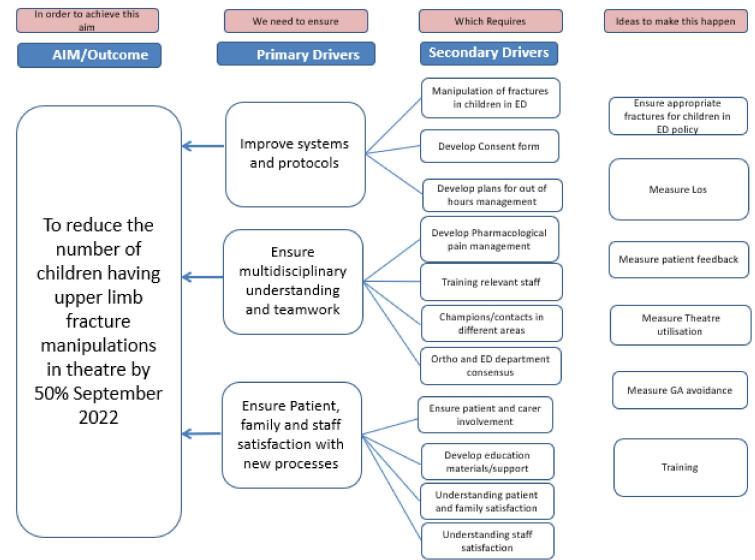 In order to achieve this
aim
We need to ensure
Which Requires
Ideas to make this happen
AIM/Outcome
Primary Drivers
Secondary Drivers
To reduce the
number of
children having
upper limb
fracture
manipulations
in theatre by
50% September
2022
Improve systems
and protocols
Ensure
multidisciplinary
understanding
and teamwork
Ensure Patient,
family and staff
satisfaction with
new processes
Manipulation of fractures
in children in ED
Develop Consent form
Develop plans for out of
hours management
Develop Pharmacological
pain management
Training relevant staff
Champions/contacts in
different areas
Ortho and ED department
consensus
Ensure patient and carer
involvement
Develop education
materials/support
Understanding patient
and family satisfaction
Understanding staff
satisfaction
Ensure appropriate
fractures for children in
ED policy
Measure Los
Measure patient feedback
Measure Theatre
utilisation
Measure GA avoidance
Training